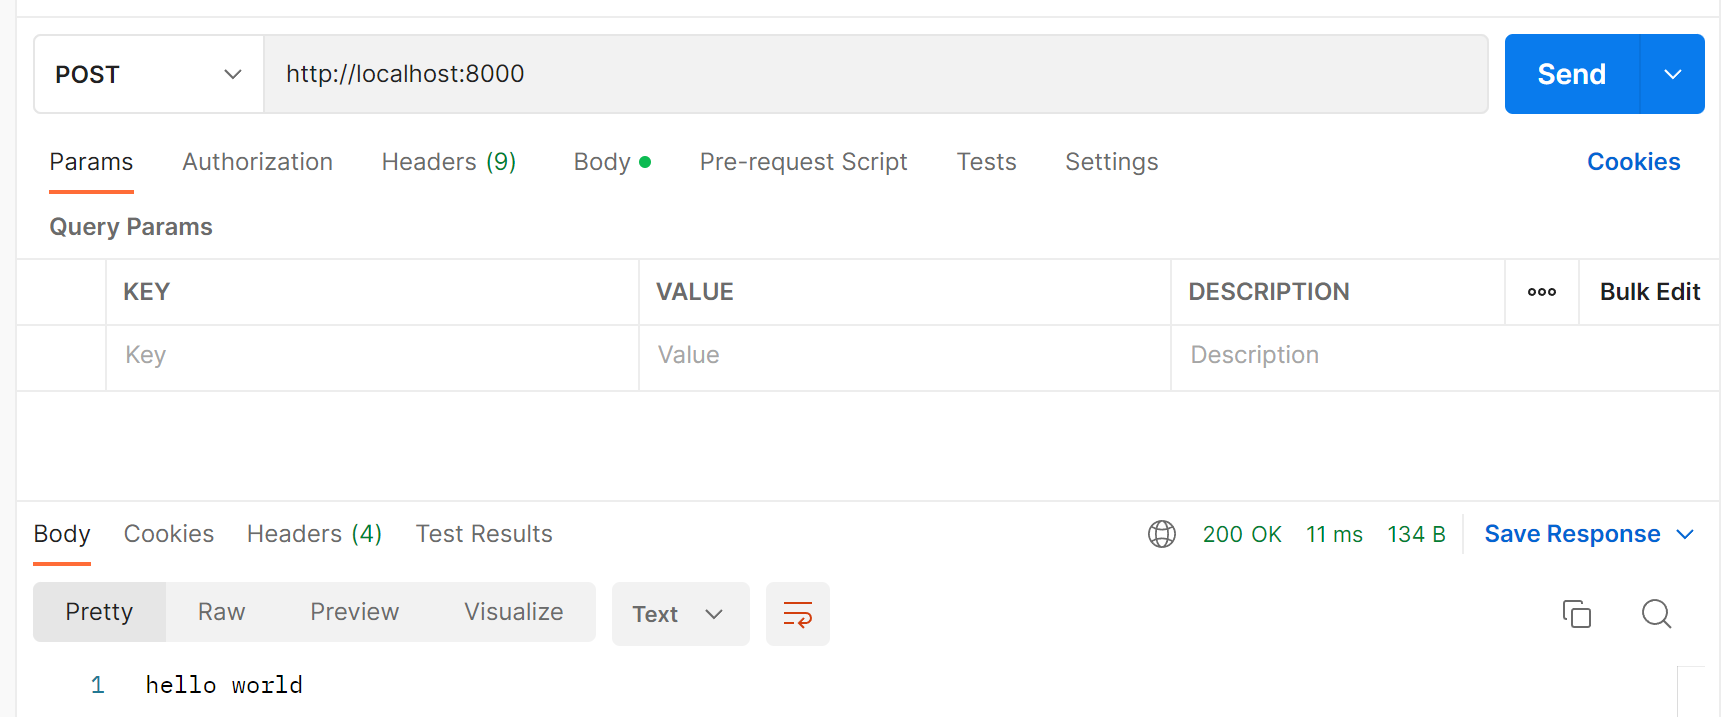 POST http://localhost:8000 Send
Params Authorization Headers (9) Body Pre-request Script Tests Settings Cookies
Query Params
KEY VALUE DESCRIPTION Bulk Edit
Key Value Description
Body Cookies Headers (4) Test Results 200 OK 11 ms 134 B Save Response
Pretty Raw Preview Visualize Text
1 hello world